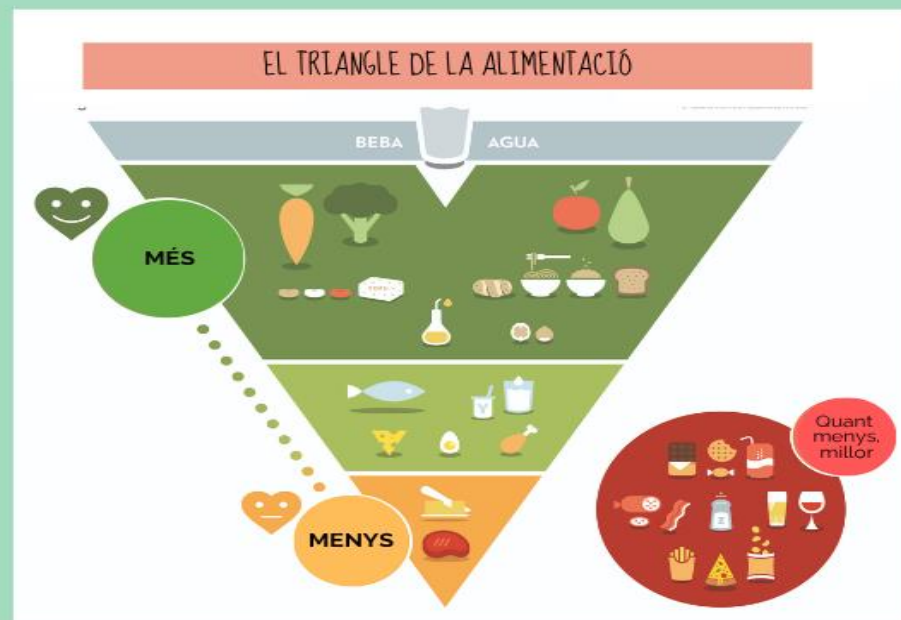 EL TRIANGLE DE LA ALIMENTACIÓ
BEBA AGUA
MÉS
TOFU
Y
MENYS
Quant
menys,
millor
Z